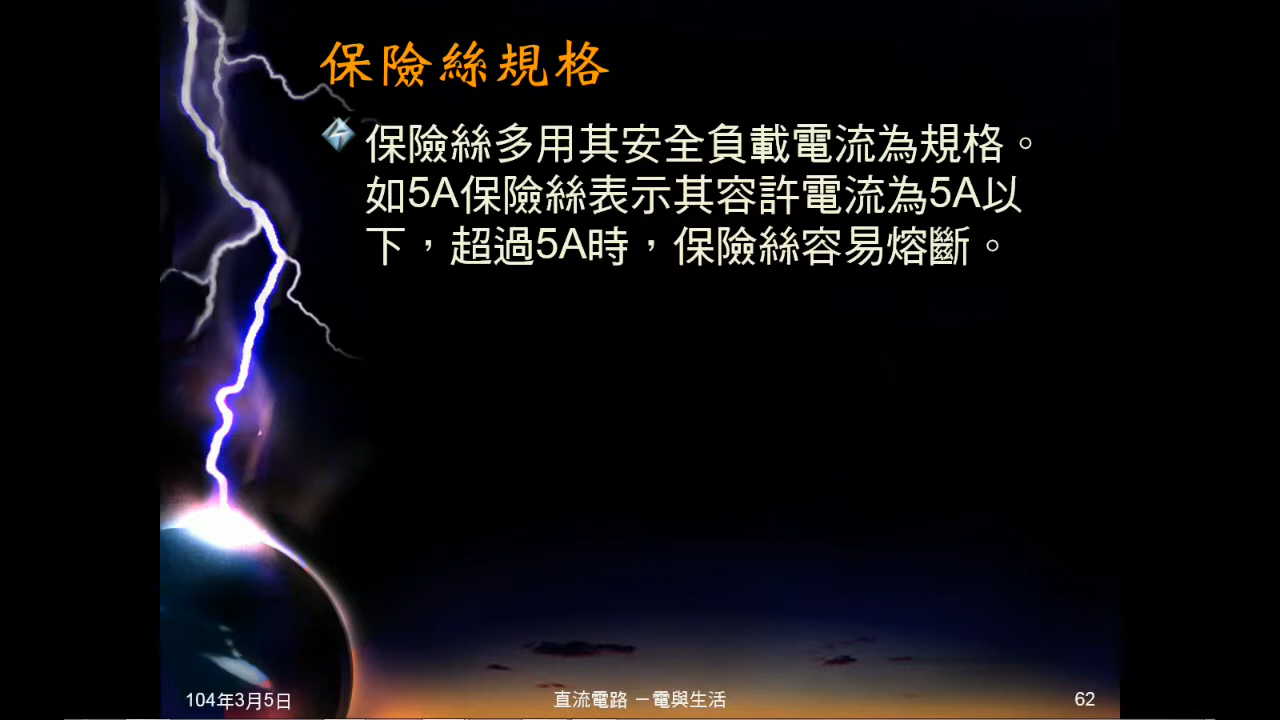 保險絲規格
保險絲多用其安全負載電流為規格。
如5A保險絲表示其容許電流為5A以
下，超過5A時，保險絲容易熔斷。
104年3月5日
直流電路 －電與生活
62